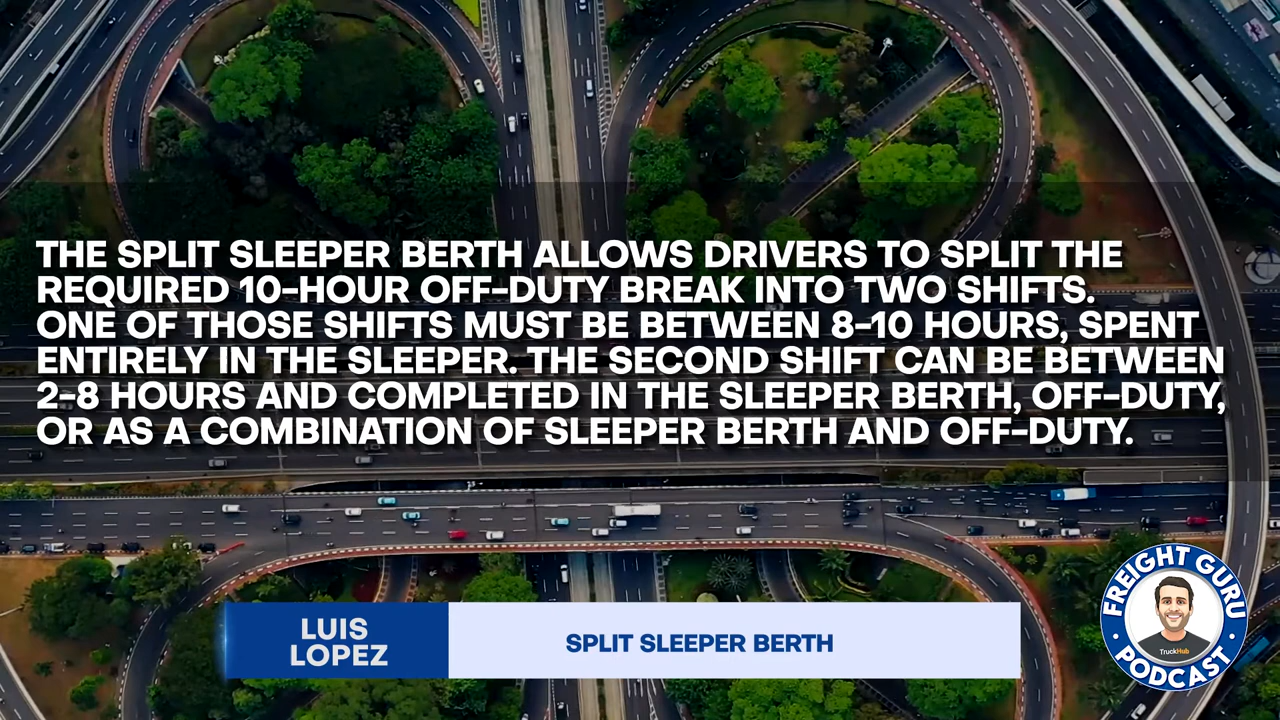 THE SPLIT SLEEPER BERTH ALLOWS DRIVERS TO SPLIT THE
REQUIRED 10-HOUR OFF-DUTY BREAK INTO TWO SHIFTS.
ONE OF THOSE SHIFTS MUST BE BETWEEN 8-10 HOURS, SPENT
ENTIRELY IN THE SLEEPER. THE SECOND SHIFT CAN BE BETWEEN
2-8 HOURS AND COMPLETED IN THE SLEEPER BERTH, OFF-DUTY,
OR AS A COMBINATION OF SLEEPER BERTH AND OFF-DUTY.
LUIS
LOPEZ
SPLIT SLEEPER BERTH
FREIGHT GURU
TruckHub
PODCAST